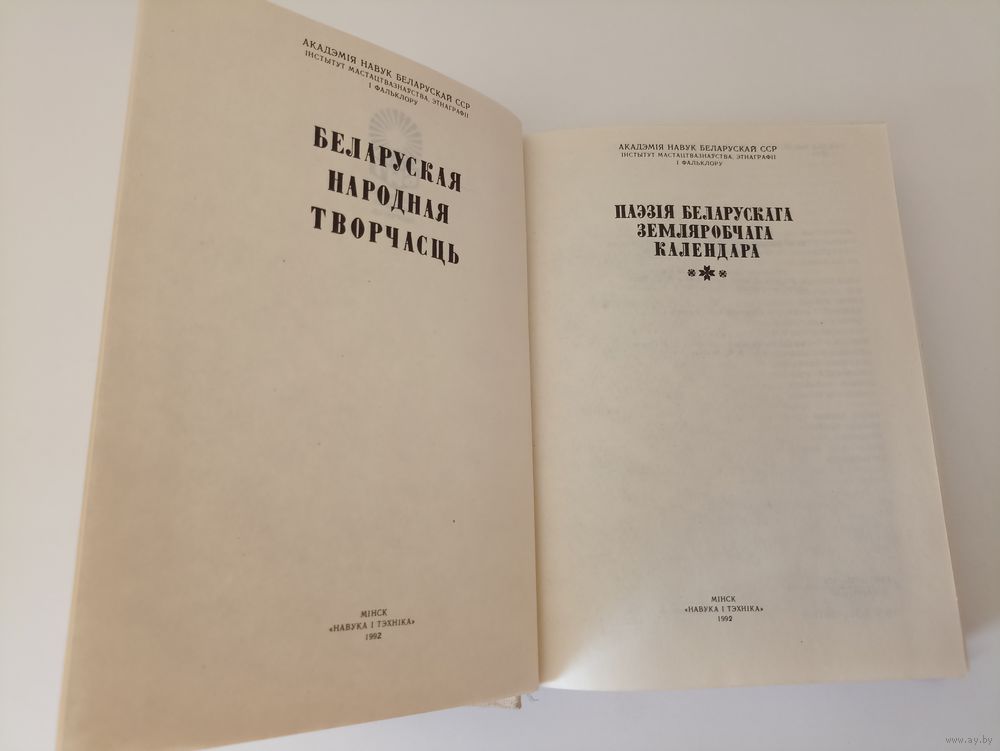 АКАДЭМІЯ НАВУК БЕЛАРУСКАЙ ССР
ІНСТЫТУТ МАСТАЦТВАЗНАЎСТВА, ЭТНАГРАФІІ
І ФАЛЬКЛОРУ
БЕЛАРУСКАЯ
НАРОДНАЯ
ТВОРЧАСЦЬ
МІНСК
«НАВУКА І ТЭХНІКА»
1992
АКАДЭМІЯ НАВУК БЕЛАРУСКАЙ ССР
ІНСТЫТУТ МАСТАЦТВАЗНАЎСТВА, ЭТНАГРАФІІ
І ФАЛЬКЛОРУ
ПАЭЗІЯ БЕЛАРУСКАГА
ЗЕМЛЯРОБЧАГА
КАЛЕНДАРА
МІНСК
«НАВУКА І ТЭХНІКА»
1992
www.ay.by